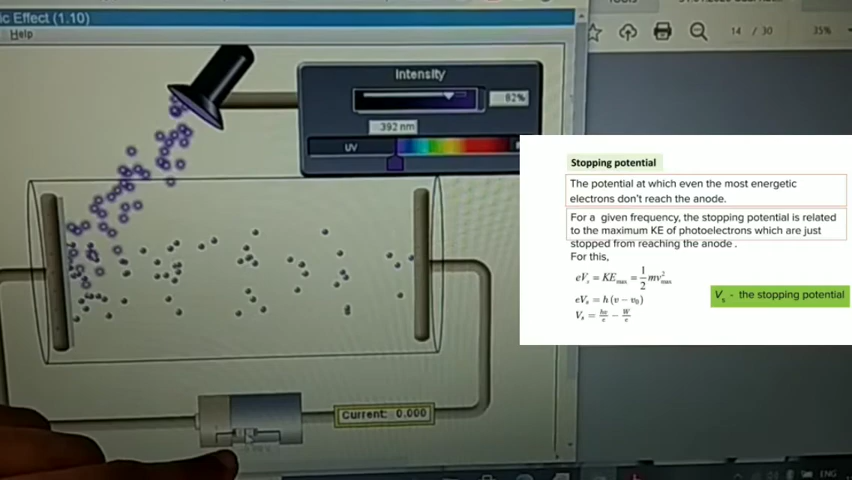 ic Effect (1.10)
Help
14 / 30
35%
Intensity
82%
392 nm
UV
Stopping potential
The potential at which even the most energetic
electrons don't reach the anode.
For a given frequency, the stopping potential is related
to the maximum KE of photoelectrons which are just
stopped from reaching the anode .
For this,
eVₛ = KEₘₐₓ = 1/2 mv²ₘₐₓ
eVₛ = h (v − v₀)
Vₛ = hv/e − W/e
Vₛ - the stopping potential
Current: 0.000
ENG